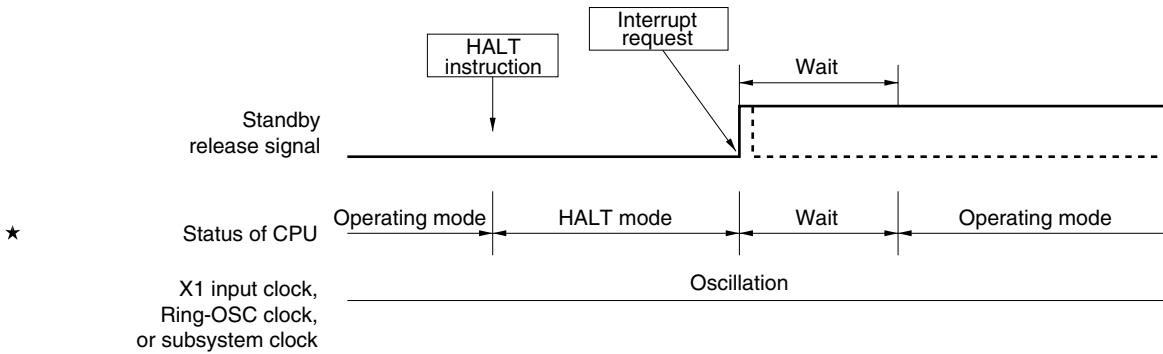 Interrupt
request
HALT
instruction
Wait
Standby
release signal
Operating mode
HALT mode
Wait
Operating mode
★
Status of CPU
Oscillation
X1 input clock,
Ring-OSC clock,
or subsystem clock